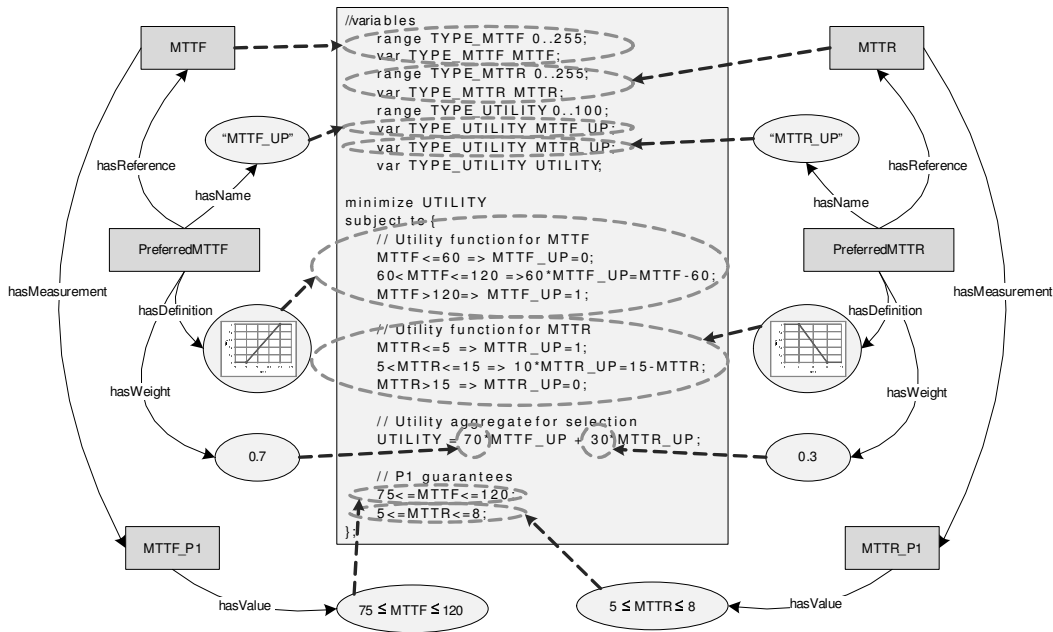 //variables
range TYPE_MTTF 0..255;
var TYPE_MTTF MTTF;
range TYPE_MTTR 0..255;
var TYPE_MTTR MTTR;
range TYPE_UTILITY 0..100;
var TYPE_UTILITY MTTF_UP;
var TYPE_UTILITY MTTR_UP;
var TYPE_UTILITY UTILITY;
minimize UTILITY
subject to {
// Utility function for MTTF
MTTF<=60 => MTTF_UP=0;
60<MTTF<=120 =>60*MTTF_UP=MTTF-60;
MTTF>120=> MTTF_UP=1;
// Utility function for MTTR
MTTR<=5 => MTTR_UP=1;
5<MTTR<=15 => 10*MTTR_UP=15-MTTR;
MTTR>15 => MTTR_UP=0;
// Utility aggregate for selection
UTILITY = 70*MTTF_UP + 30*MTTR_UP;
// P1 guarantees
75<=MTTF<=120;
5<=MTTR<=8;
};
MTTF
"MTTF_UP"
hasReference
hasName
PreferredMTTF
hasMeasurement
hasDefinition
hasWeight
0.7
MTTF_P1
hasValue
75 ≤ MTTF ≤ 120
MTTR
"MTTR_UP"
hasReference
hasName
PreferredMTTR
hasMeasurement
hasDefinition
hasWeight
0.3
MTTR_P1
hasValue
5 ≤ MTTR ≤ 8